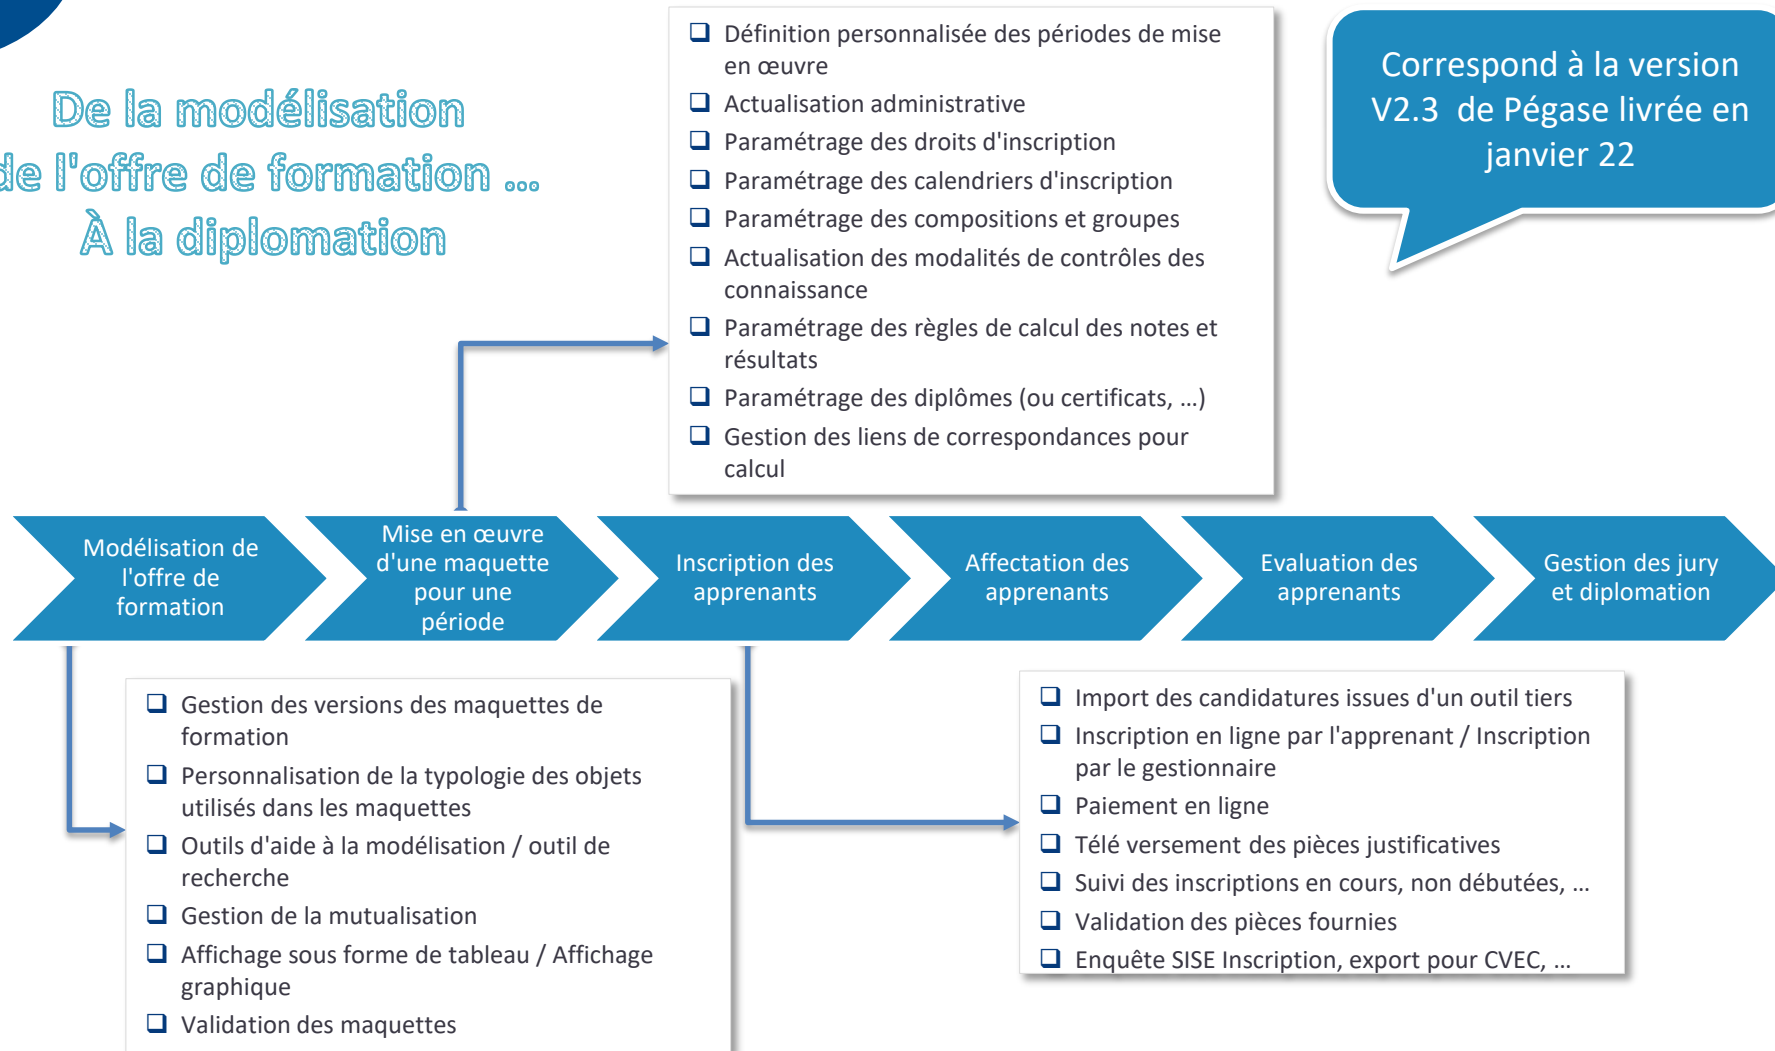 De la modélisation
de l'offre de formation ...
À la diplomation
Définition personnalisée des périodes de mise
en œuvre
Actualisation administrative
Paramétrage des droits d'inscription
Paramétrage des calendriers d'inscription
Paramétrage des compositions et groupes
Actualisation des modalités de contrôles des
connaissance
Paramétrage des règles de calcul des notes et
résultats
Paramétrage des diplômes (ou certificats, …)
Gestion des liens de correspondances pour
calcul
Correspond à la version
V2.3 de Pégase livrée en
janvier 22
Modélisation de
l'offre de
formation
Mise en œuvre
d'une maquette
pour une
période
Inscription des
apprenants
Affectation des
apprenants
Evaluation des
apprenants
Gestion des jury
et diplomation
Gestion des versions des maquettes de
formation
Personnalisation de la typologie des objets
utilisés dans les maquettes
Outils d'aide à la modélisation / outil de
recherche
Gestion de la mutualisation
Affichage sous forme de tableau / Affichage
graphique
Validation des maquettes
Import des candidatures issues d'un outil tiers
Inscription en ligne par l'apprenant / Inscription
par le gestionnaire
Paiement en ligne
Télé versement des pièces justificatives
Suivi des inscriptions en cours, non débutées, …
Validation des pièces fournies
Enquête SISE Inscription, export pour CVEC, …